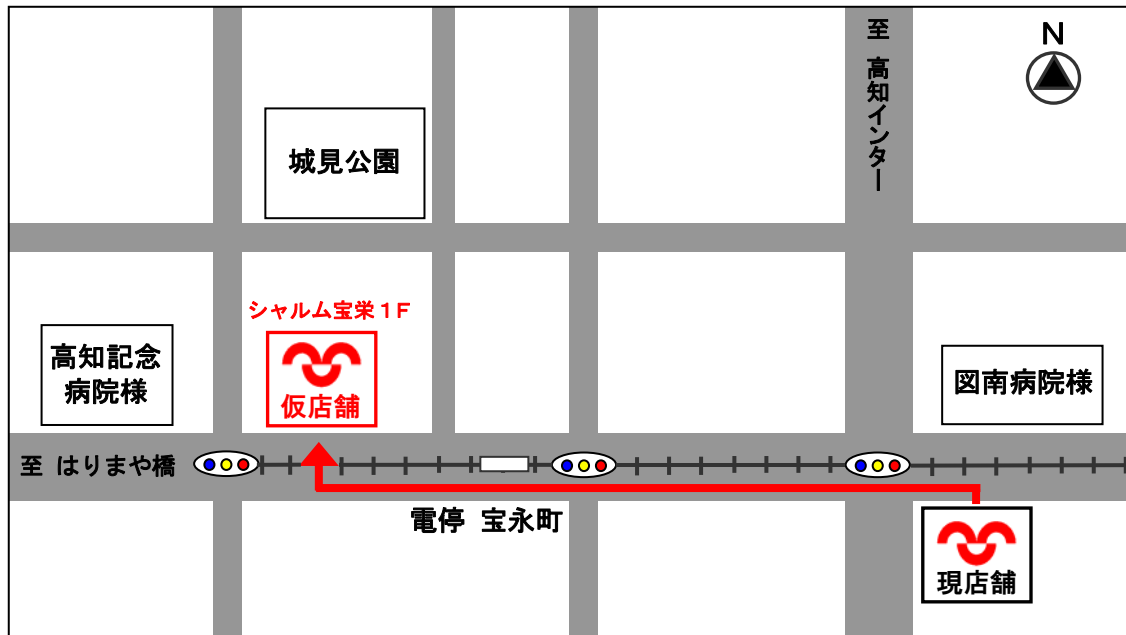 至 高知インター
N
城見公園
シャルム宝栄1F
仮店舗
高知記念
病院様
図南病院様
至 はりまや橋
電停 宝永町
現店舗